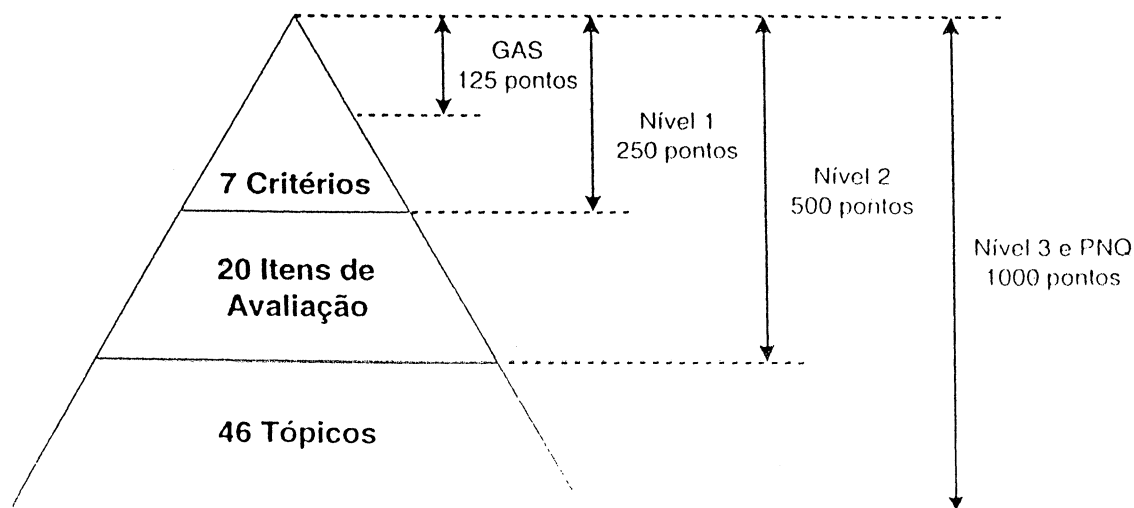 GAS
125 pontos
Nível 1
250 pontos
7 Critérios
Nível 2
500 pontos
Nível 3 e PNQ
1000 pontos
20 Itens de
Avaliação
46 Tópicos